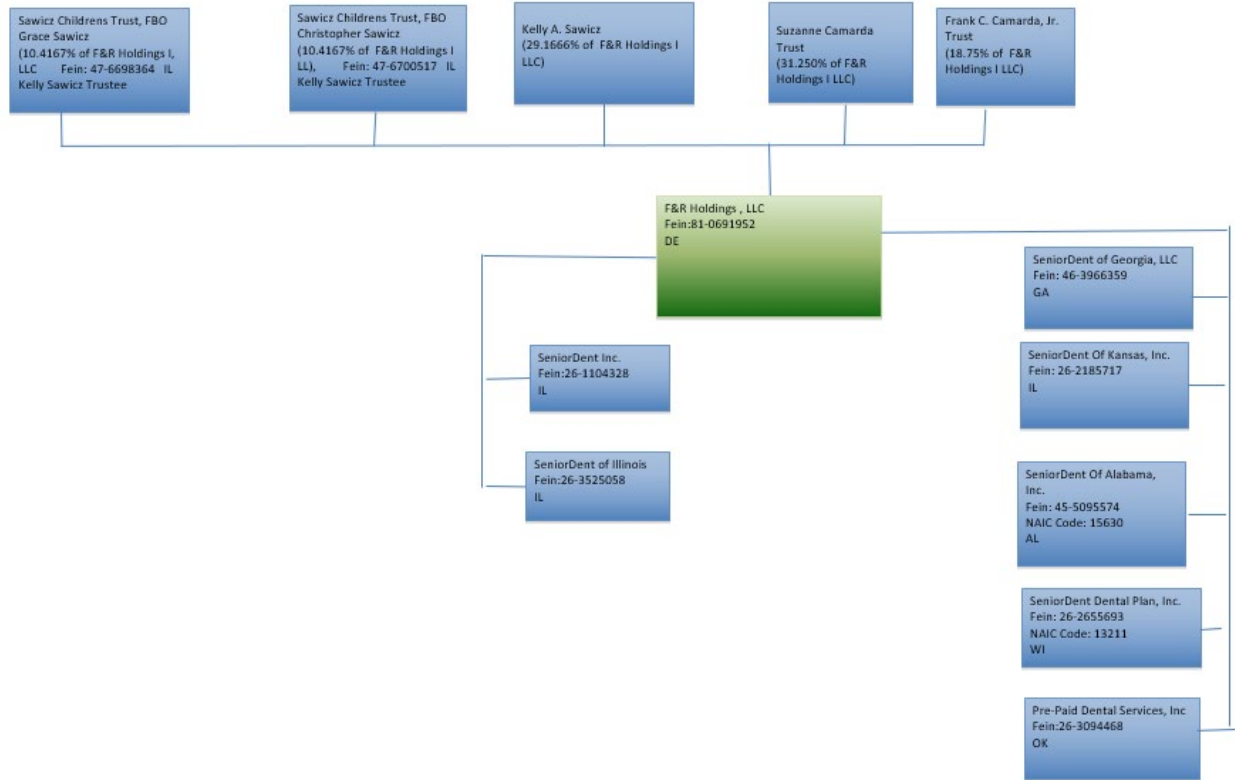 Sawicz Childrens Trust, FBO
Grace Sawicz
(10.4167% of F&R Holdings I,
LLC Fein: 47-6698364 IL
Kelly Sawicz Trustee
Sawicz Childrens Trust, FBO
Christopher Sawicz
(10.4167% of F&R Holdings I
LL), Fein: 47-6700517 IL
Kelly Sawicz Trustee
Kelly A. Sawicz
(29.1666% of F&R Holdings I
LLC)
Suzanne Camarda
Trust
(31.250% of F&R
Holdings I LLC)
Frank C. Camarda, Jr.
Trust
(18.75% of F&R
Holdings I LLC)
F&R Holdings , LLC
Fein:81-0691952
DE
SeniorDent Inc.
Fein:26-1104328
IL
SeniorDent of Illinois
Fein:26-3525058
IL
SeniorDent of Georgia, LLC
Fein: 46-3966359
GA
SeniorDent Of Kansas, Inc.
Fein: 26-2185717
IL
SeniorDent Of Alabama,
Inc.
Fein: 45-5095574
NAIC Code: 15630
AL
SeniorDent Dental Plan, Inc.
Fein: 26-2655693
NAIC Code: 13211
WI
Pre-Paid Dental Services, Inc
Fein:26-3094468
OK